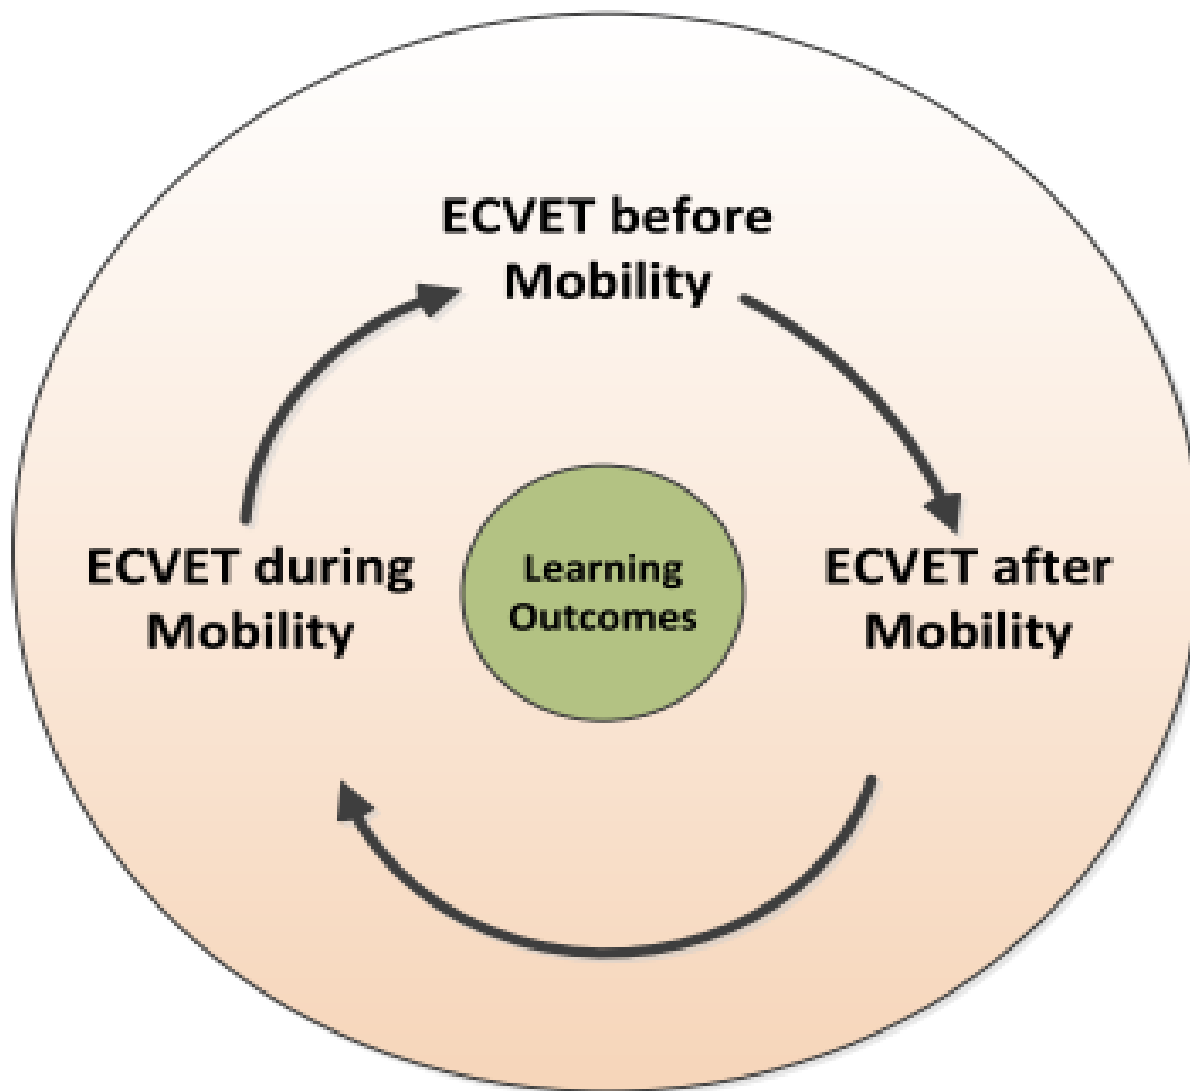 ECVET before
Mobility
ECVET during
Mobility
Learning
Outcomes
ECVET after
Mobility